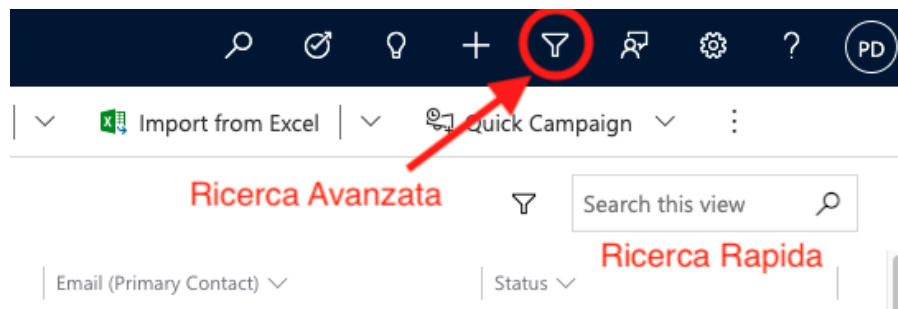 ? PD
Import from Excel Quick Campaign
Ricerca Avanzata
Search this view
Ricerca Rapida
Email (Primary Contact) Status